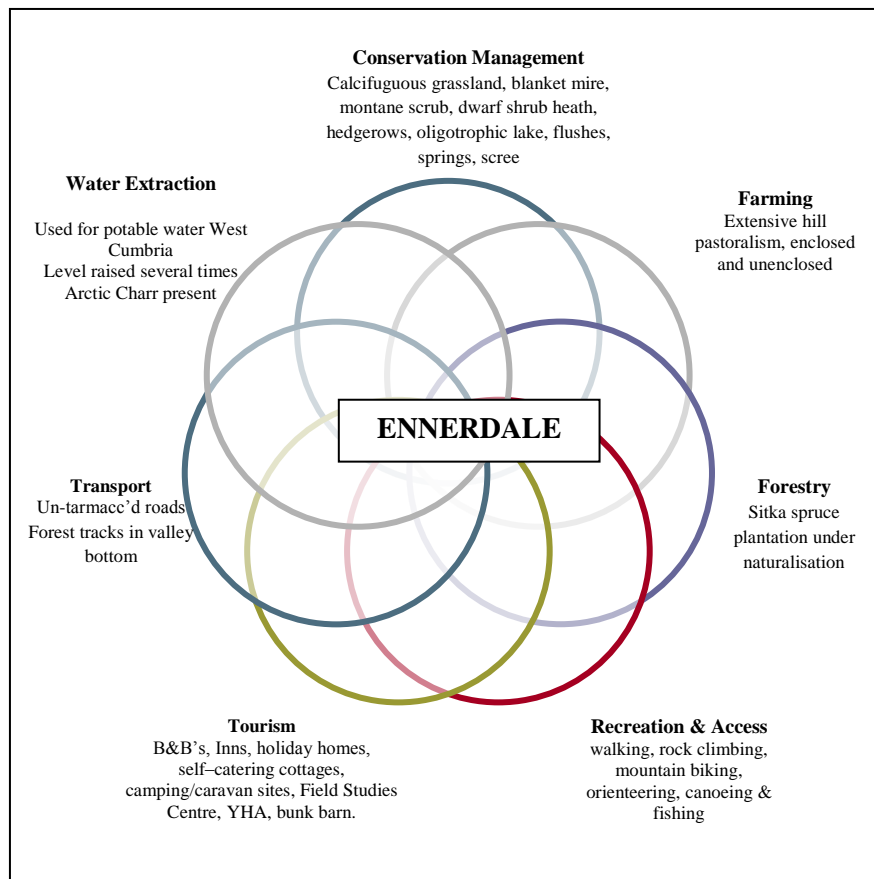 Conservation Management
Calcifuguous grassland, blanket mire,
montane scrub, dwarf shrub heath,
hedgerows, oligotrophic lake, flushes,
springs, scree
Water Extraction
Used for potable water West
Cumbria
Level raised several times
Arctic Charr present
Farming
Extensive hill
pastoralism, enclosed
and unenclosed
ENNERDALE
Transport
Un-tarmacc’d roads
Forest tracks in valley
bottom
Forestry
Sitka spruce
plantation under
naturalisation
Tourism
B&B’s, Inns, holiday homes,
self–catering cottages,
camping/caravan sites, Field Studies
Centre, YHA, bunk barn.
Recreation & Access
walking, rock climbing,
mountain biking,
orienteering, canoeing &
fishing